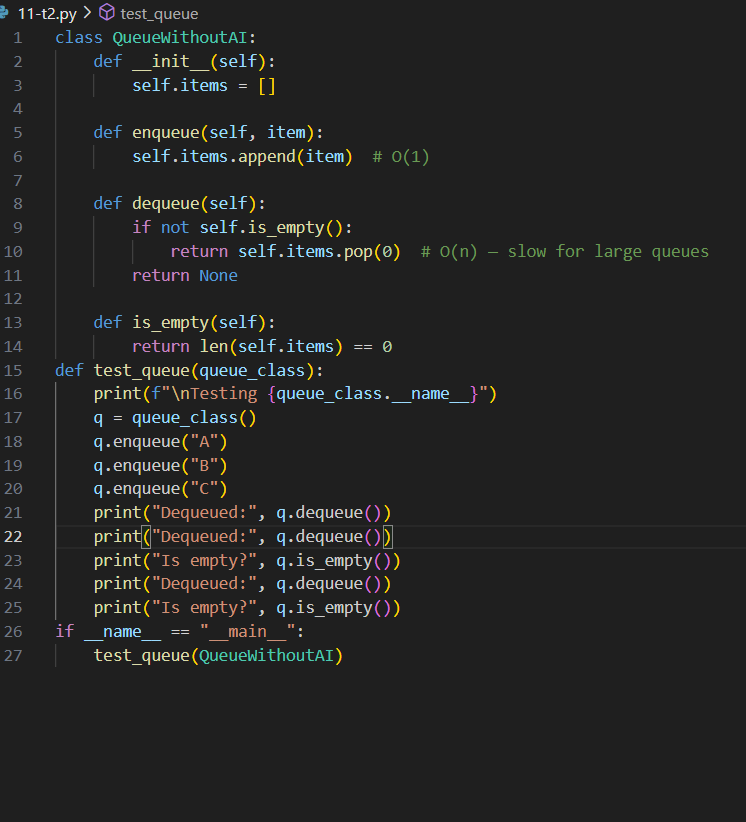 11-t2.py > test_queue
1 class QueueWithoutAI:
2     def __init__(self):
3         self.items = []
4
5     def enqueue(self, item):
6         self.items.append(item)  # O(1)
7
8     def dequeue(self):
9         if not self.is_empty():
10             return self.items.pop(0)  # O(n) — slow for large queues
11         return None
12
13     def is_empty(self):
14         return len(self.items) == 0
15 def test_queue(queue_class):
16     print(f"\nTesting {queue_class.__name__}")
17     q = queue_class()
18     q.enqueue("A")
19     q.enqueue("B")
20     q.enqueue("C")
21     print("Dequeued:", q.dequeue())
22     print("Dequeued:", q.dequeue())
23     print("Is empty?", q.is_empty())
24     print("Dequeued:", q.dequeue())
25     print("Is empty?", q.is_empty())
26 if __name__ == "__main__":
27     test_queue(QueueWithoutAI)